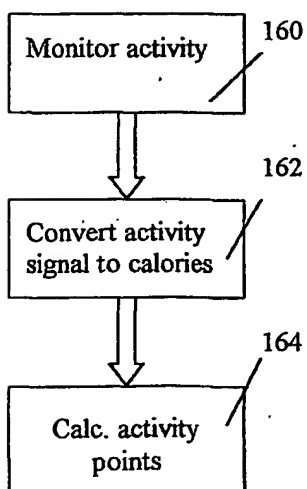 160
Monitor activity
162
Convert activity
signal to calories
164
Calc. activity
points